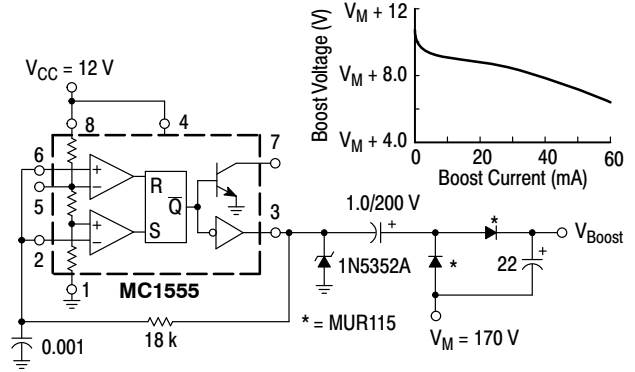 V_CC = 12 V
8
4
7
6
5
2
R
Q̅
S
3
1
MC1555
+
−
+
−
0.001
18 k
1.0/200 V
+
1N5352A
*
*
* = MUR115
V_Boost
+
22
V_M = 170 V
Boost Voltage (V)
V_M + 12
V_M + 8.0
V_M + 4.0
0
20
40
60
Boost Current (mA)